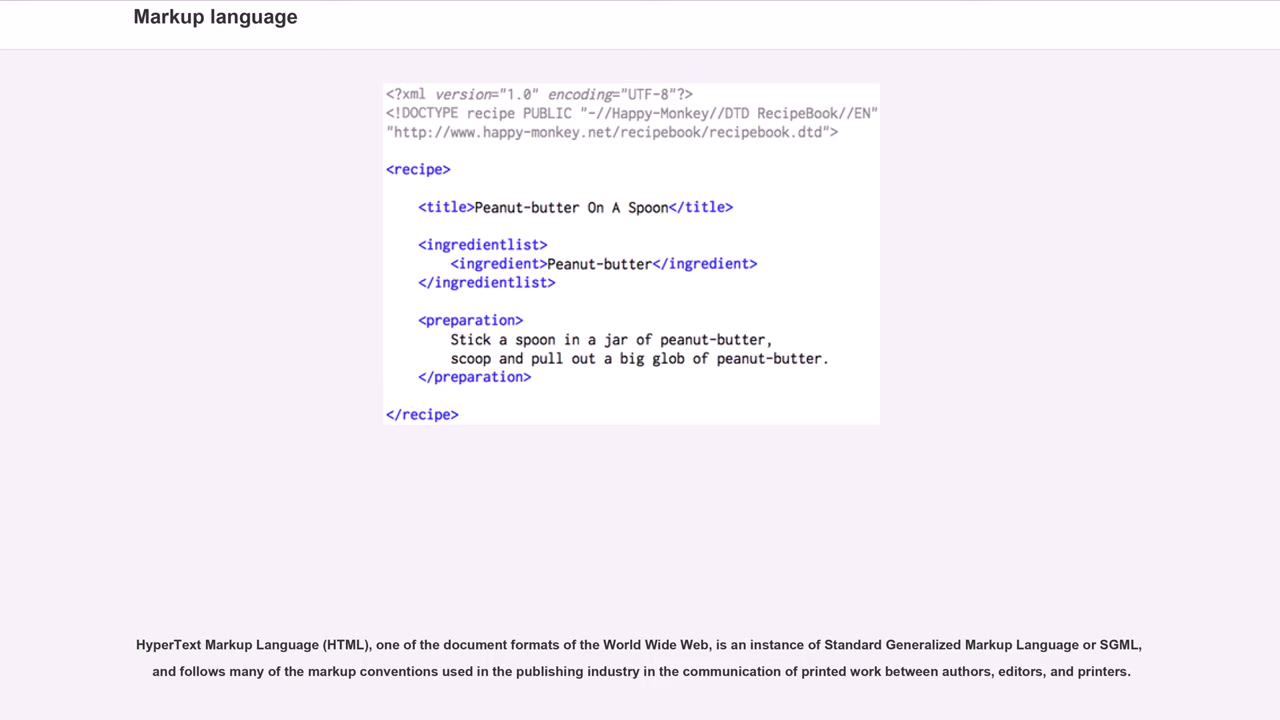 Markup language
<?xml version="1.0" encoding="UTF-8"?>
<!DOCTYPE recipe PUBLIC "-//Happy-Monkey//DTD RecipeBook//EN"
"http://www.happy-monkey.net/recipebook/recipebook.dtd">
<recipe>
<title>Peanut-butter On A Spoon</title>
<ingredientlist>
<ingredient>Peanut-butter</ingredient>
</ingredientlist>
<preparation>
Stick a spoon in a jar of peanut-butter,
scoop and pull out a big glob of peanut-butter.
</preparation>
</recipe>
HyperText Markup Language (HTML), one of the document formats of the World Wide Web, is an instance of Standard Generalized Markup Language or SGML,
and follows many of the markup conventions used in the publishing industry in the communication of printed work between authors, editors, and printers.